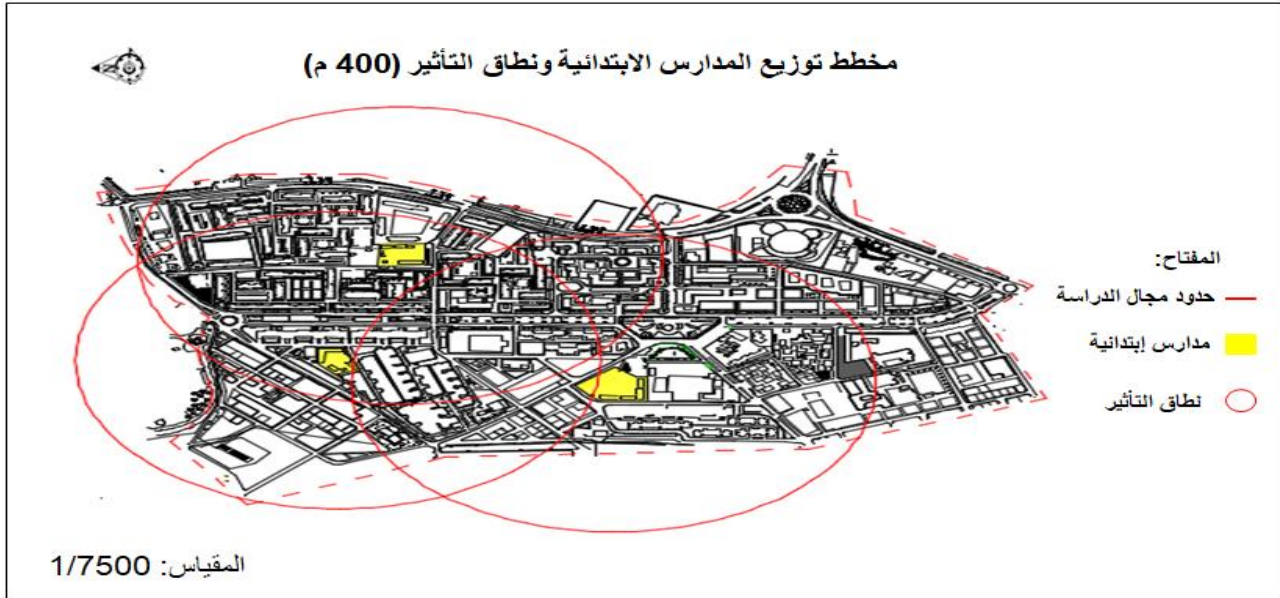 مخطط توزيع المدارس الابتدائية ونطاق التأثير (400 م)
المفتاح:
حدود مجال الدراسة
مدارس إبتدائية
نطاق التأثير
المقياس: 1/7500